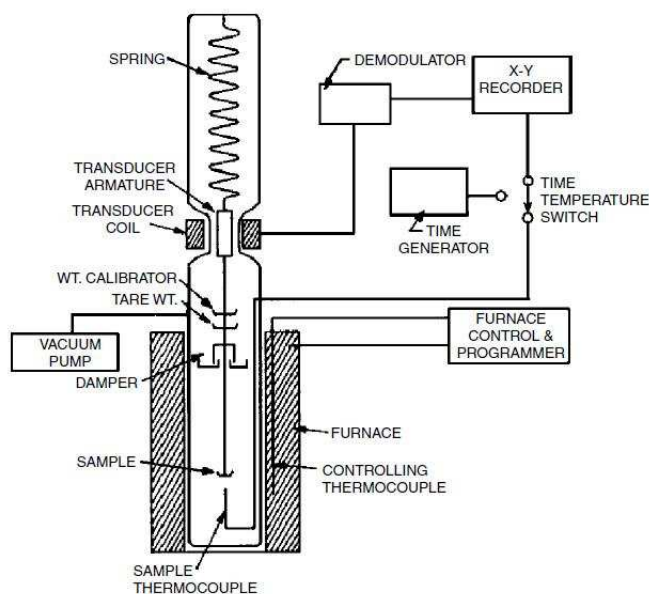 SPRING
DEMODULATOR
X-Y
RECORDER
TRANSDUCER
ARMATURE
TRANSDUCER
COIL
TIME
TEMPERATURE
SWITCH
TIME
GENERATOR
WT. CALIBRATOR
TARE WT.
VACUUM
PUMP
DAMPER
FURNACE
CONTROL &
PROGRAMMER
FURNACE
SAMPLE
CONTROLLING
THERMOCOUPLE
SAMPLE
THERMOCOUPLE